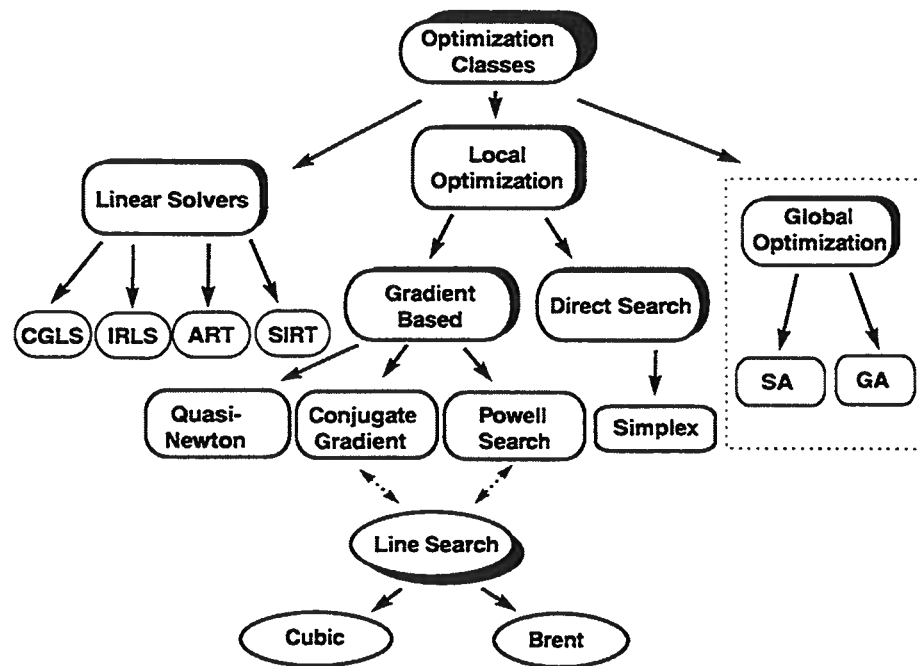 Optimization
Classes
Local
Optimization
Linear Solvers
Global
Optimization
Gradient
Based
Direct Search
CGLS
IRLS
ART
SIRT
SA
GA
Quasi-
Newton
Conjugate
Gradient
Powell
Search
Simplex
Line Search
Cubic
Brent